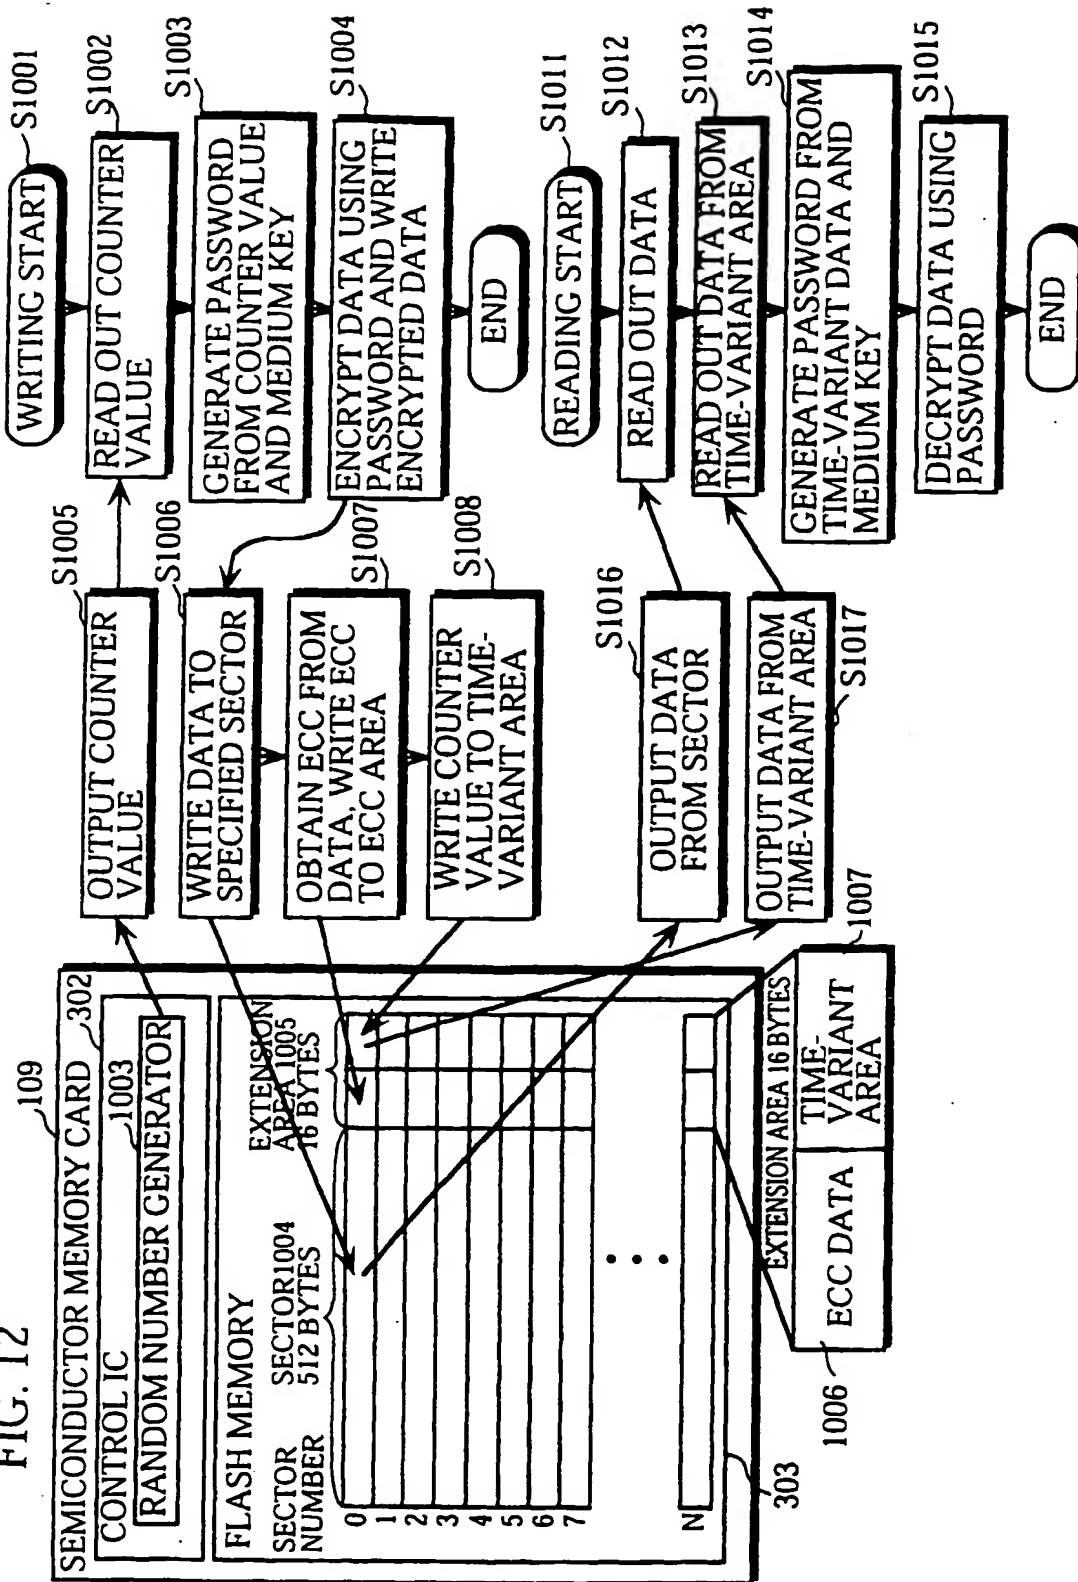 FIG. 12
SEMICONDUCTOR MEMORY CARD
109
CONTROL IC
302
1003
RANDOM NUMBER GENERATOR
FLASH MEMORY
SECTOR
NUMBER
SECTOR1004
512 BYTES
EXTENSION
AREA 1005
16 BYTES
0
1
2
3
4
5
6
7
N
303
EXTENSION AREA 16 BYTES
1006
ECC DATA
TIME-
VARIANT
AREA
1007
S1005
OUTPUT COUNTER
VALUE
S1006
WRITE DATA TO
SPECIFIED SECTOR
S1007
OBTAIN ECC FROM
DATA, WRITE ECC
TO ECC AREA
S1008
WRITE COUNTER
VALUE TO TIME-
VARIANT AREA
S1016
OUTPUT DATA
FROM SECTOR
OUTPUT DATA FROM
TIME-VARIANT AREA
S1017
WRITING START
S1001
S1002
READ OUT COUNTER
VALUE
S1003
GENERATE PASSWORD
FROM COUNTER VALUE
AND MEDIUM KEY
S1004
ENCRYPT DATA USING
PASSWORD AND WRITE
ENCRYPTED DATA
END
READING START
S1011
S1012
READ OUT DATA
S1013
READ OUT DATA FROM
TIME-VARIANT AREA
S1014
GENERATE PASSWORD FROM
TIME-VARIANT DATA AND
MEDIUM KEY
S1015
DECRYPT DATA USING
PASSWORD
END